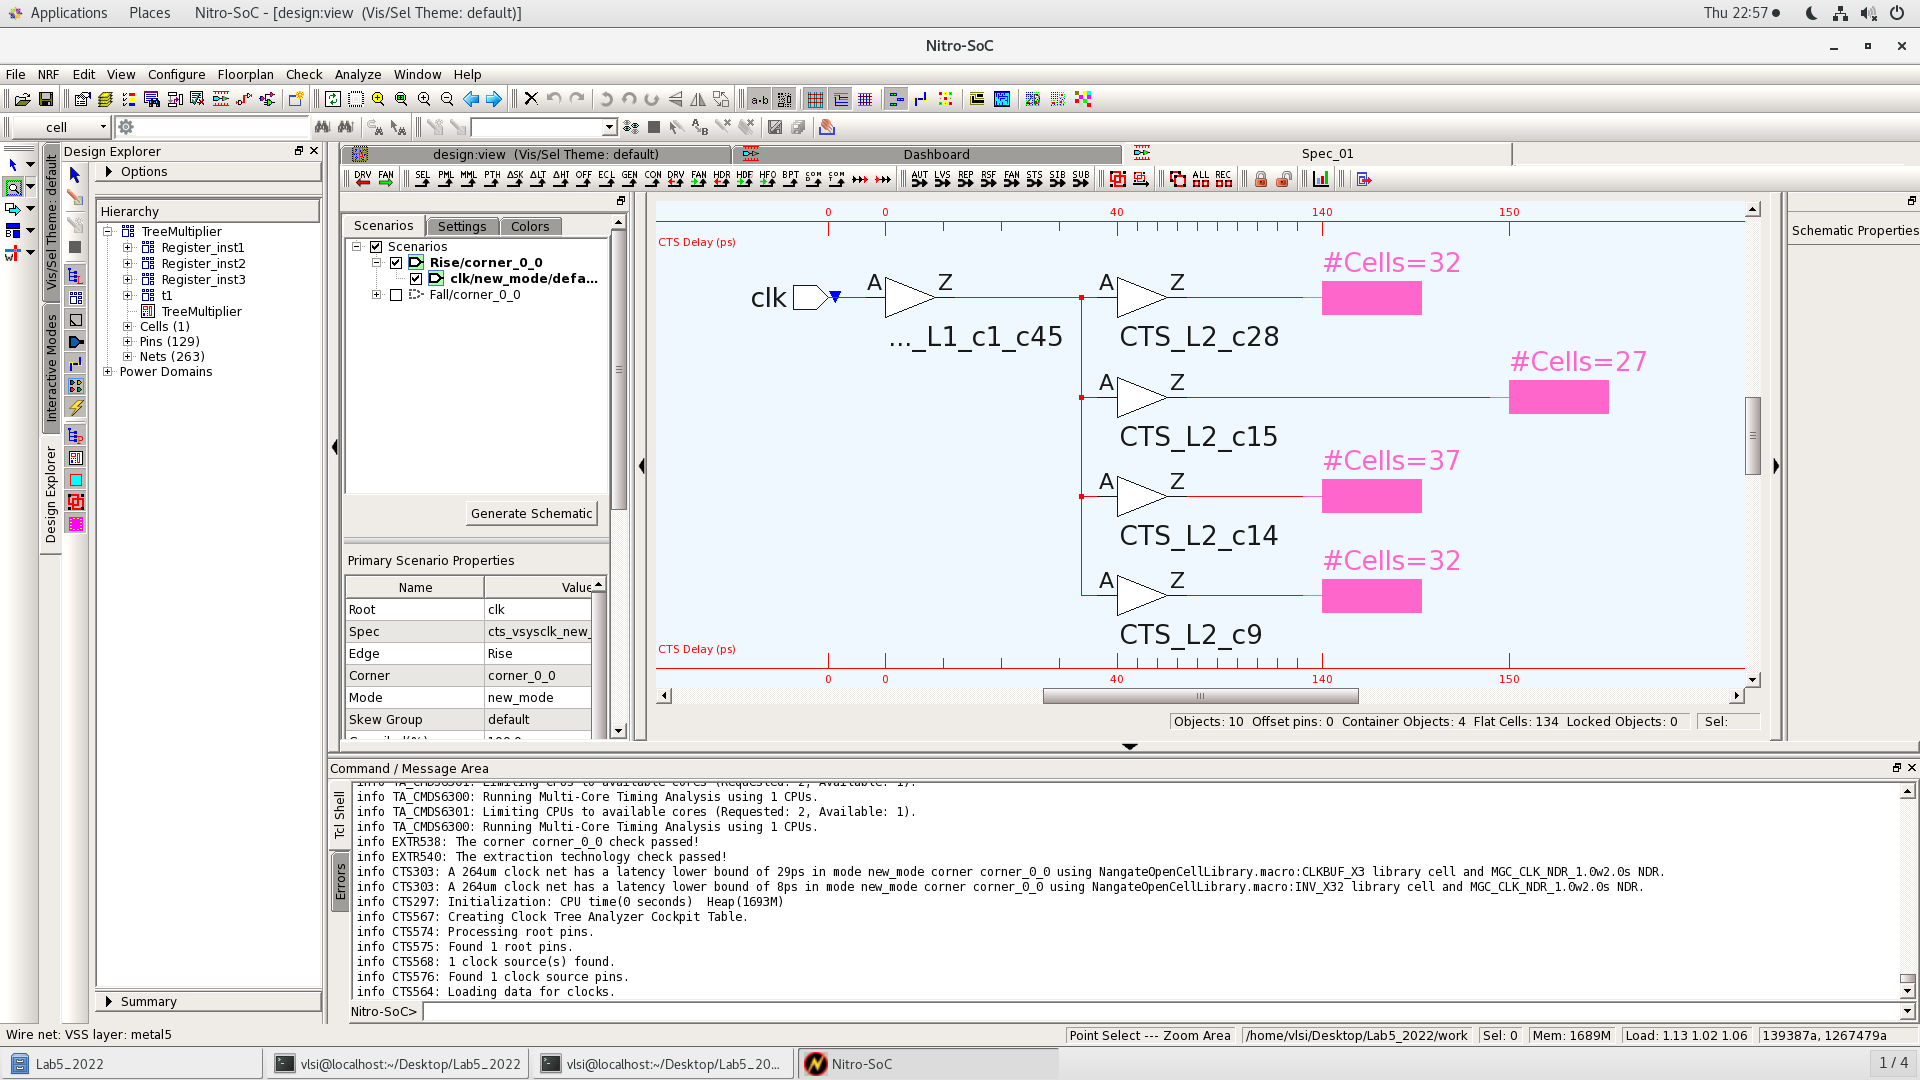 Applications Places Nitro-SoC - [design:view (Vis/Sel Theme: default)] Thu 22:57
Nitro-SoC
File NRF Edit View Configure Floorplan Check Analyze Window Help
a•b
cell
Design Explorer
Options
Hierarchy
TreeMultiplier
Register_inst1
Register_inst2
Register_inst3
t1
TreeMultiplier
Cells (1)
Pins (129)
Nets (263)
Power Domains
Summary
Vis/Sel Theme: default
Interactive Modes
Design Explorer
design:view (Vis/Sel Theme: default) Dashboard Spec_01
DRV FAN SEL PML MML PTH ΔSK ΔLT ΔHT OFF ECL GEN CON DRV FAN HDR HDF HFO BPT AUT LVS REP RSF FAN STS SIB SUB ALL REC
Scenarios Settings Colors
Scenarios
Rise/corner_0_0
clk/new_mode/defa...
Fall/corner_0_0
Generate Schematic
Primary Scenario Properties
Name Value
Root clk
Spec cts_vsysclk_new_
Edge Rise
Corner corner_0_0
Mode new_mode
Skew Group default
0 0 40 140 150
CTS Delay (ps)
#Cells=32
clk A Z A Z
..._L1_c1_c45 CTS_L2_c28
#Cells=27
A Z
CTS_L2_c15
#Cells=37
A Z
CTS_L2_c14
#Cells=32
A Z
CTS_L2_c9
CTS Delay (ps)
0 0 40 140 150
Objects: 10 Offset pins: 0 Container Objects: 4 Flat Cells: 134 Locked Objects: 0 Sel:
Schematic Properties
Command / Message Area
Tcl Shell
Errors
info TA_CMDS6301: Limiting CPUs to available cores (Requested: 2, Available: 1).
info TA_CMDS6300: Running Multi-Core Timing Analysis using 1 CPUs.
info TA_CMDS6301: Limiting CPUs to available cores (Requested: 2, Available: 1).
info TA_CMDS6300: Running Multi-Core Timing Analysis using 1 CPUs.
info EXTR538: The corner corner_0_0 check passed!
info EXTR540: The extraction technology check passed!
info CTS303: A 264um clock net has a latency lower bound of 29ps in mode new_mode corner corner_0_0 using NangateOpenCellLibrary.macro:CLKBUF_X3 library cell and MGC_CLK_NDR_1.0w2.0s NDR.
info CTS303: A 264um clock net has a latency lower bound of 8ps in mode new_mode corner corner_0_0 using NangateOpenCellLibrary.macro:INV_X32 library cell and MGC_CLK_NDR_1.0w2.0s NDR.
info CTS297: Initialization: CPU time(0 seconds)  Heap(1693M)
info CTS567: Creating Clock Tree Analyzer Cockpit Table.
info CTS574: Processing root pins.
info CTS575: Found 1 root pins.
info CTS568: 1 clock source(s) found.
info CTS576: Found 1 clock source pins.
info CTS564: Loading data for clocks.
Nitro-SoC>
Wire net: VSS layer: metal5 Point Select --- Zoom Area /home/vlsi/Desktop/Lab5_2022/work Sel: 0 Mem: 1689M Load: 1.13 1.02 1.06 139387a, 1267479a
Lab5_2022 vlsi@localhost:~/Desktop/Lab5_2022 vlsi@localhost:~/Desktop/Lab5_20... Nitro-SoC 1 / 4